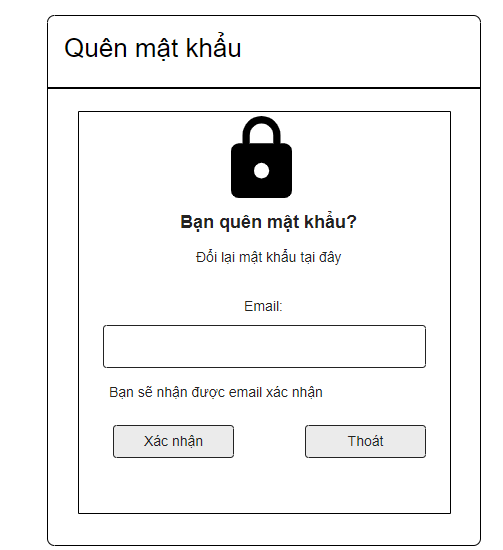 Quên mật khẩu
Bạn quên mật khẩu?
Đổi lại mật khẩu tại đây
Email:
Bạn sẽ nhận được email xác nhận
Xác nhận
Thoát